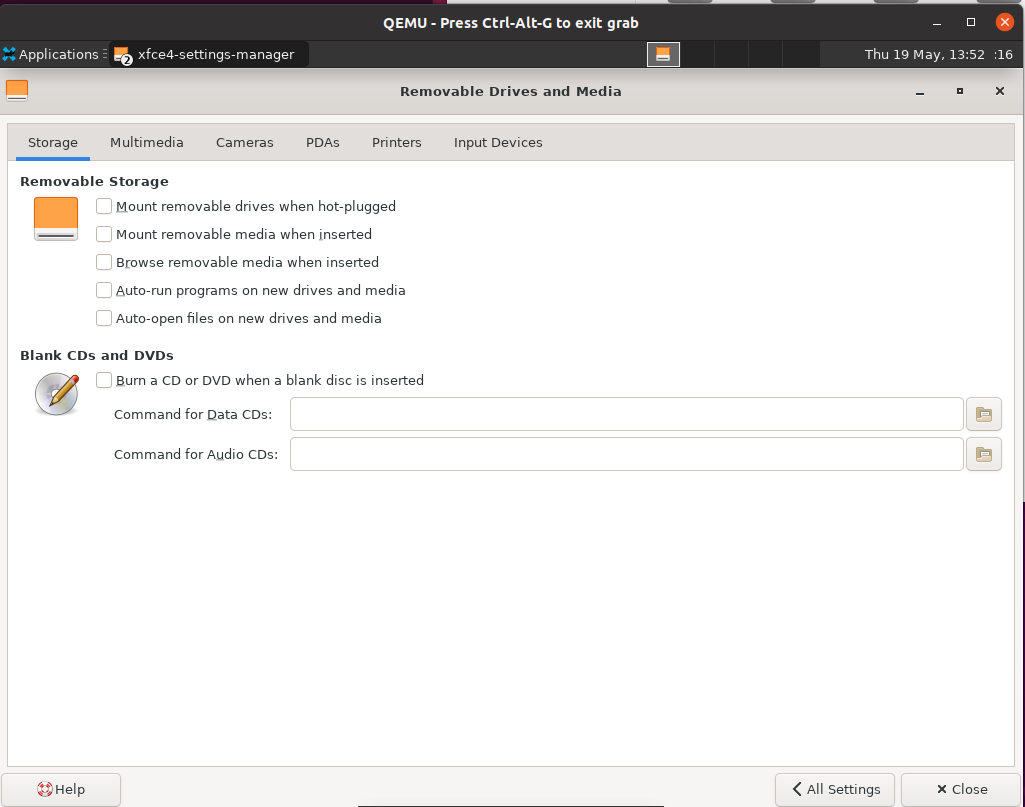 QEMU - Press Ctrl-Alt-G to exit grab
Applications
2 xfce4-settings-manager
Thu 19 May, 13:52 :16
Removable Drives and Media
Storage Multimedia Cameras PDAs Printers Input Devices
Removable Storage
Mount removable drives when hot-plugged
Mount removable media when inserted
Browse removable media when inserted
Auto-run programs on new drives and media
Auto-open files on new drives and media
Blank CDs and DVDs
Burn a CD or DVD when a blank disc is inserted
Command for Data CDs:
Command for Audio CDs:
Help
All Settings
Close